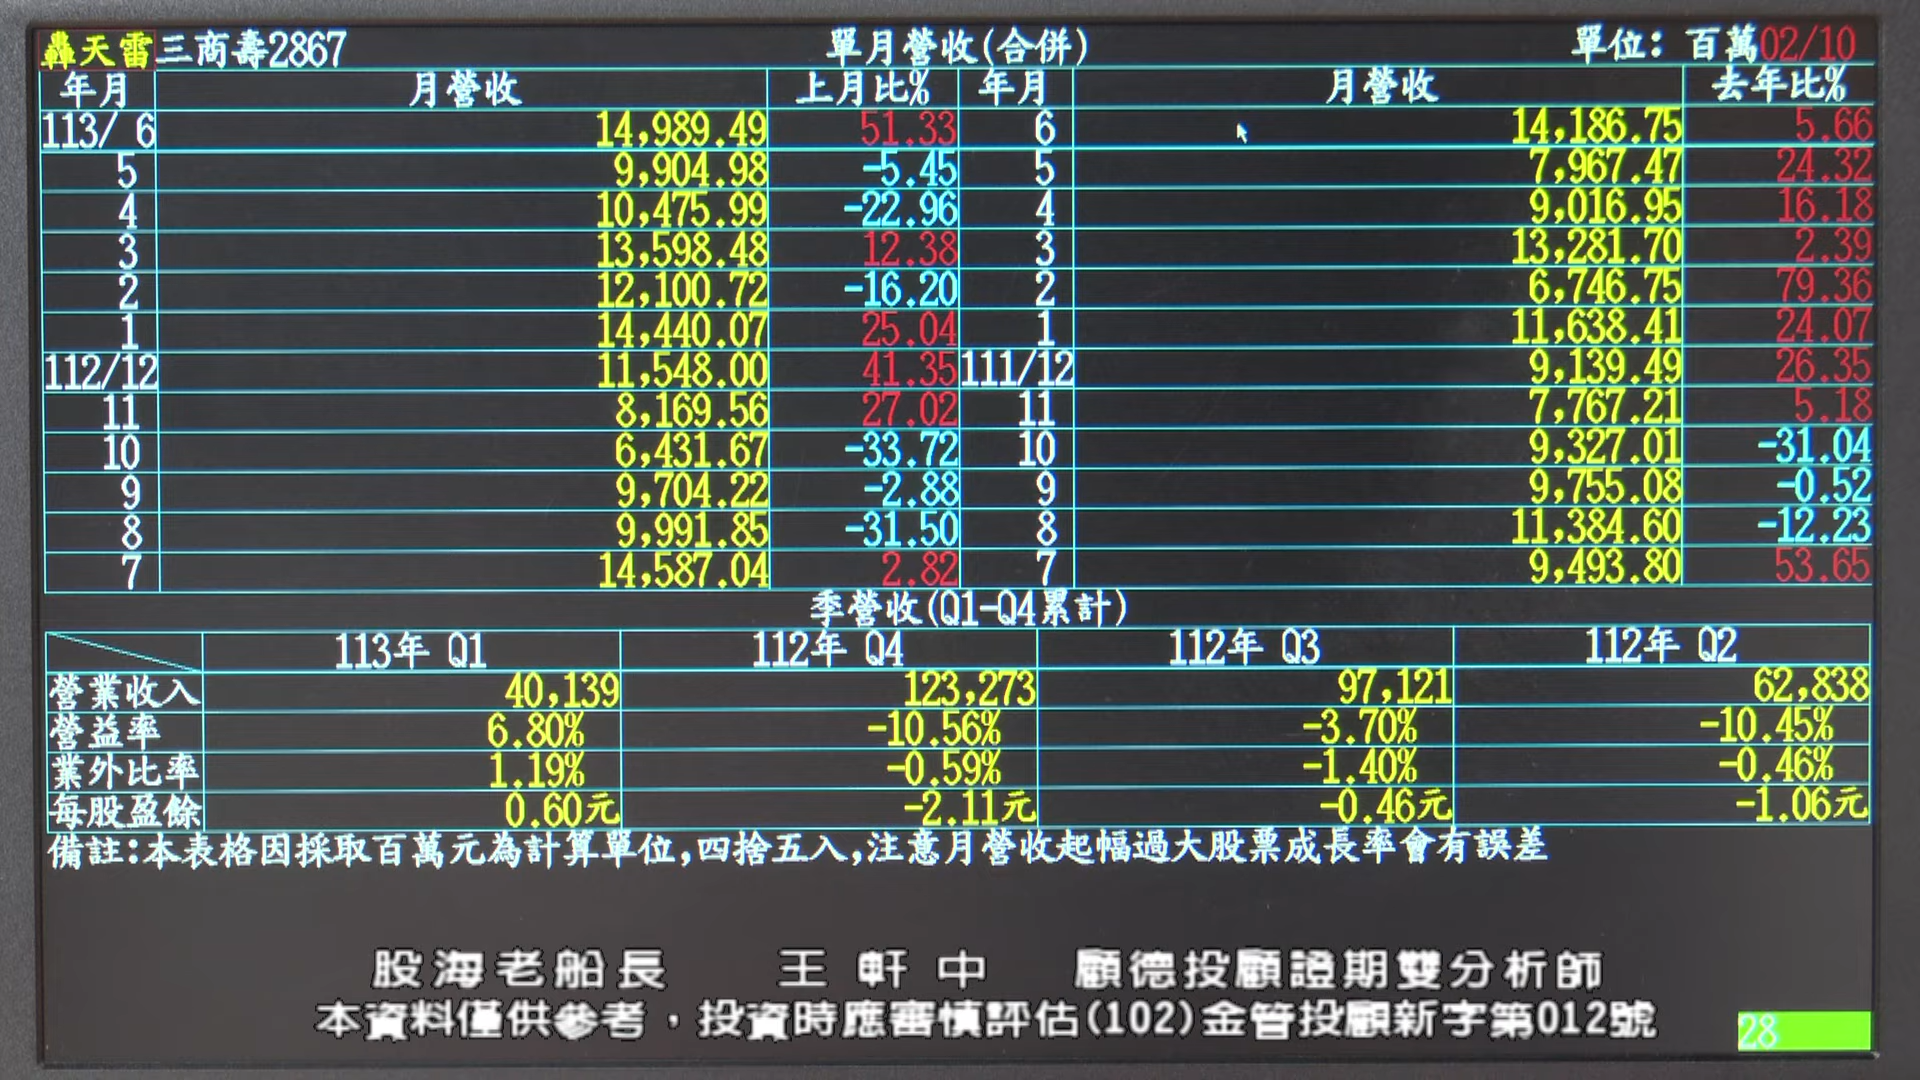 轟天雷三商壽2867 單月營收(合併) 單位: 百萬02/10
年月 月營收 上月比% 年月 月營收 去年比%
113/ 6 14,989.49 51.33 6 14,186.75 5.66
5 9,904.98 -5.45 5 7,967.47 24.32
4 10,475.99 -22.96 4 9,016.95 16.18
3 13,598.48 12.38 3 13,281.70 2.39
2 12,100.72 -16.20 2 6,746.75 79.36
1 14,440.07 25.04 1 11,638.41 24.07
112/12 11,548.00 41.35 111/12 9,139.49 26.35
11 8,169.56 27.02 11 7,767.21 5.18
10 6,431.67 -33.72 10 9,327.01 -31.04
9 9,704.22 -2.88 9 9,755.08 -0.52
8 9,991.85 -31.50 8 11,384.60 -12.23
7 14,587.04 2.82 7 9,493.80 53.65
季營收(Q1-Q4累計)
113年 Q1 112年 Q4 112年 Q3 112年 Q2
營業收入 40,139 123,273 97,121 62,838
營益率 6.80% -10.56% -3.70% -10.45%
業外比率 1.19% -0.59% -1.40% -0.46%
每股盈餘 0.60元 -2.11元 -0.46元 -1.06元
備註:本表格因採取百萬元為計算單位,四捨五入,注意月營收起幅過大股票成長率會有誤差
股海老船長 王軒中 顧德投顧證期雙分析師
本資料僅供參考，投資時應審慎評估(102)金管投顧新字第012號
28